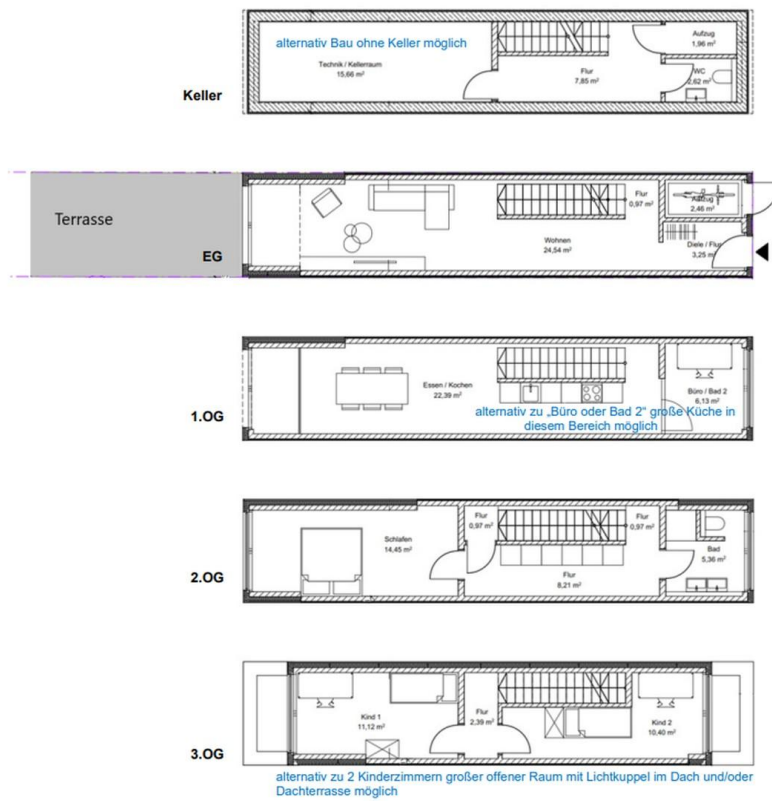 alternativ Bau ohne Keller möglich
Technik / Kellerraum
15,66 m²
Flur
7,85 m²
Aufzug
1,96 m²
WC
2,62 m²
Keller
Terrasse
EG
Wohnen
24,54 m²
Flur
0,97 m²
Aufzug
2,46 m²
Diele / Flur
3,25 m²
1.OG
Essen / Kochen
22,39 m²
Büro / Bad 2
6,13 m²
alternativ zu „Büro oder Bad 2“ große Küche in
diesem Bereich möglich
2.OG
Schlafen
14,45 m²
Flur
0,97 m²
Flur
8,21 m²
Flur
0,97 m²
Bad
5,36 m²
3.OG
Kind 1
11,12 m²
Flur
2,39 m²
Kind 2
10,40 m²
alternativ zu 2 Kinderzimmern großer offener Raum mit Lichtkuppel im Dach und/oder
Dachterrasse möglich